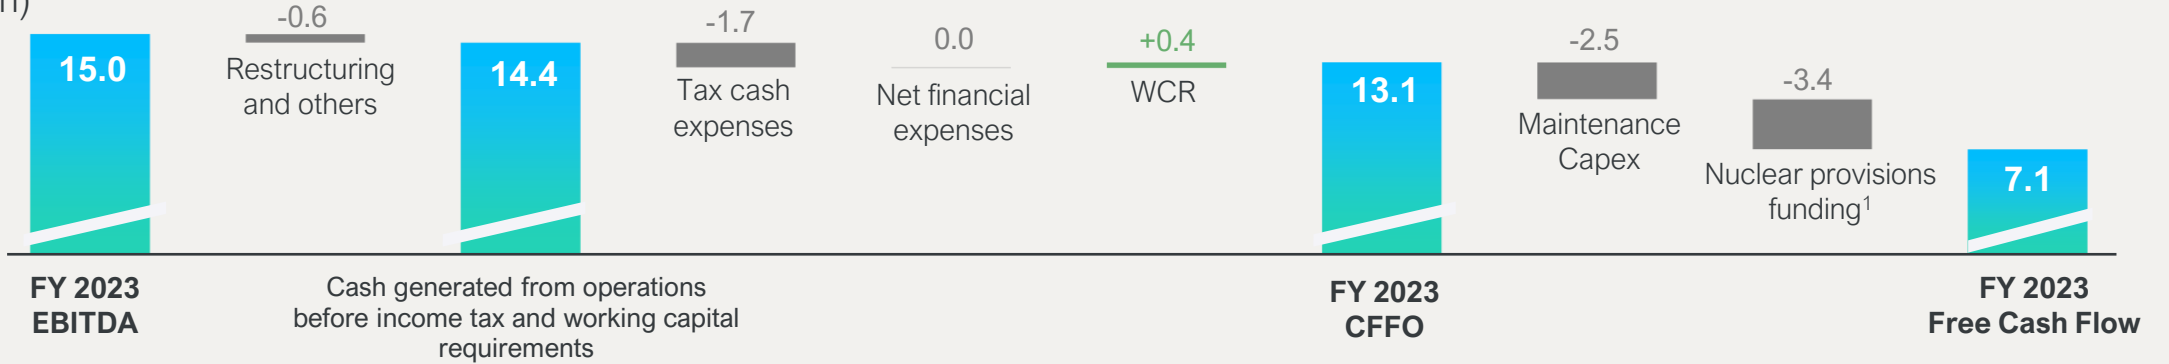 -0.6
-1.7
0.0
+0.4
-2.5
-3.4
15.0
Restructuring
and others
14.4
Tax cash
expenses
Net financial
expenses
WCR
13.1
Maintenance
Capex
Nuclear provisions
funding¹
7.1
FY 2023
EBITDA
Cash generated from operations
before income tax and working capital
requirements
FY 2023
CFFO
FY 2023
Free Cash Flow